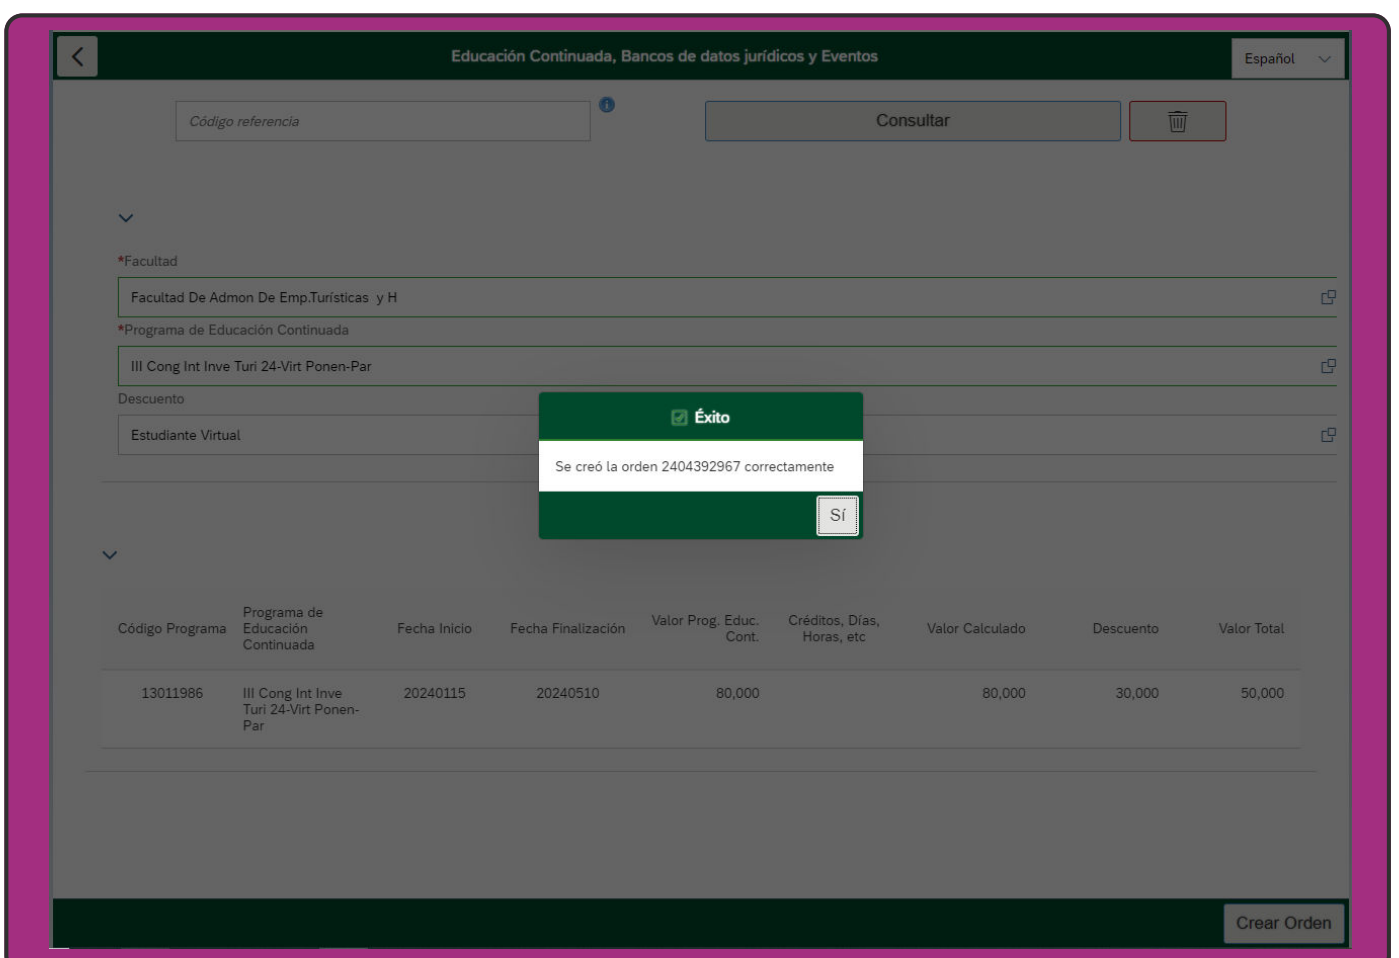 Educación Continuada, Bancos de datos jurídicos y Eventos
Español
Código referencia
Consultar
*Facultad
Facultad De Admon De Emp.Turísticas y H
*Programa de Educación Continuada
III Cong Int Inve Turi 24-Virt Ponen-Par
Descuento
Estudiante Virtual
Éxito
Se creó la orden 2404392967 correctamente
Sí
Código Programa
Programa de
Educación
Continuada
Fecha Inicio
Fecha Finalización
Valor Prog. Educ.
Cont.
Créditos, Días,
Horas, etc
Valor Calculado
Descuento
Valor Total
13011986
III Cong Int Inve
Turi 24-Virt Ponen-
Par
20240115
20240510
80,000
80,000
30,000
50,000
Crear Orden